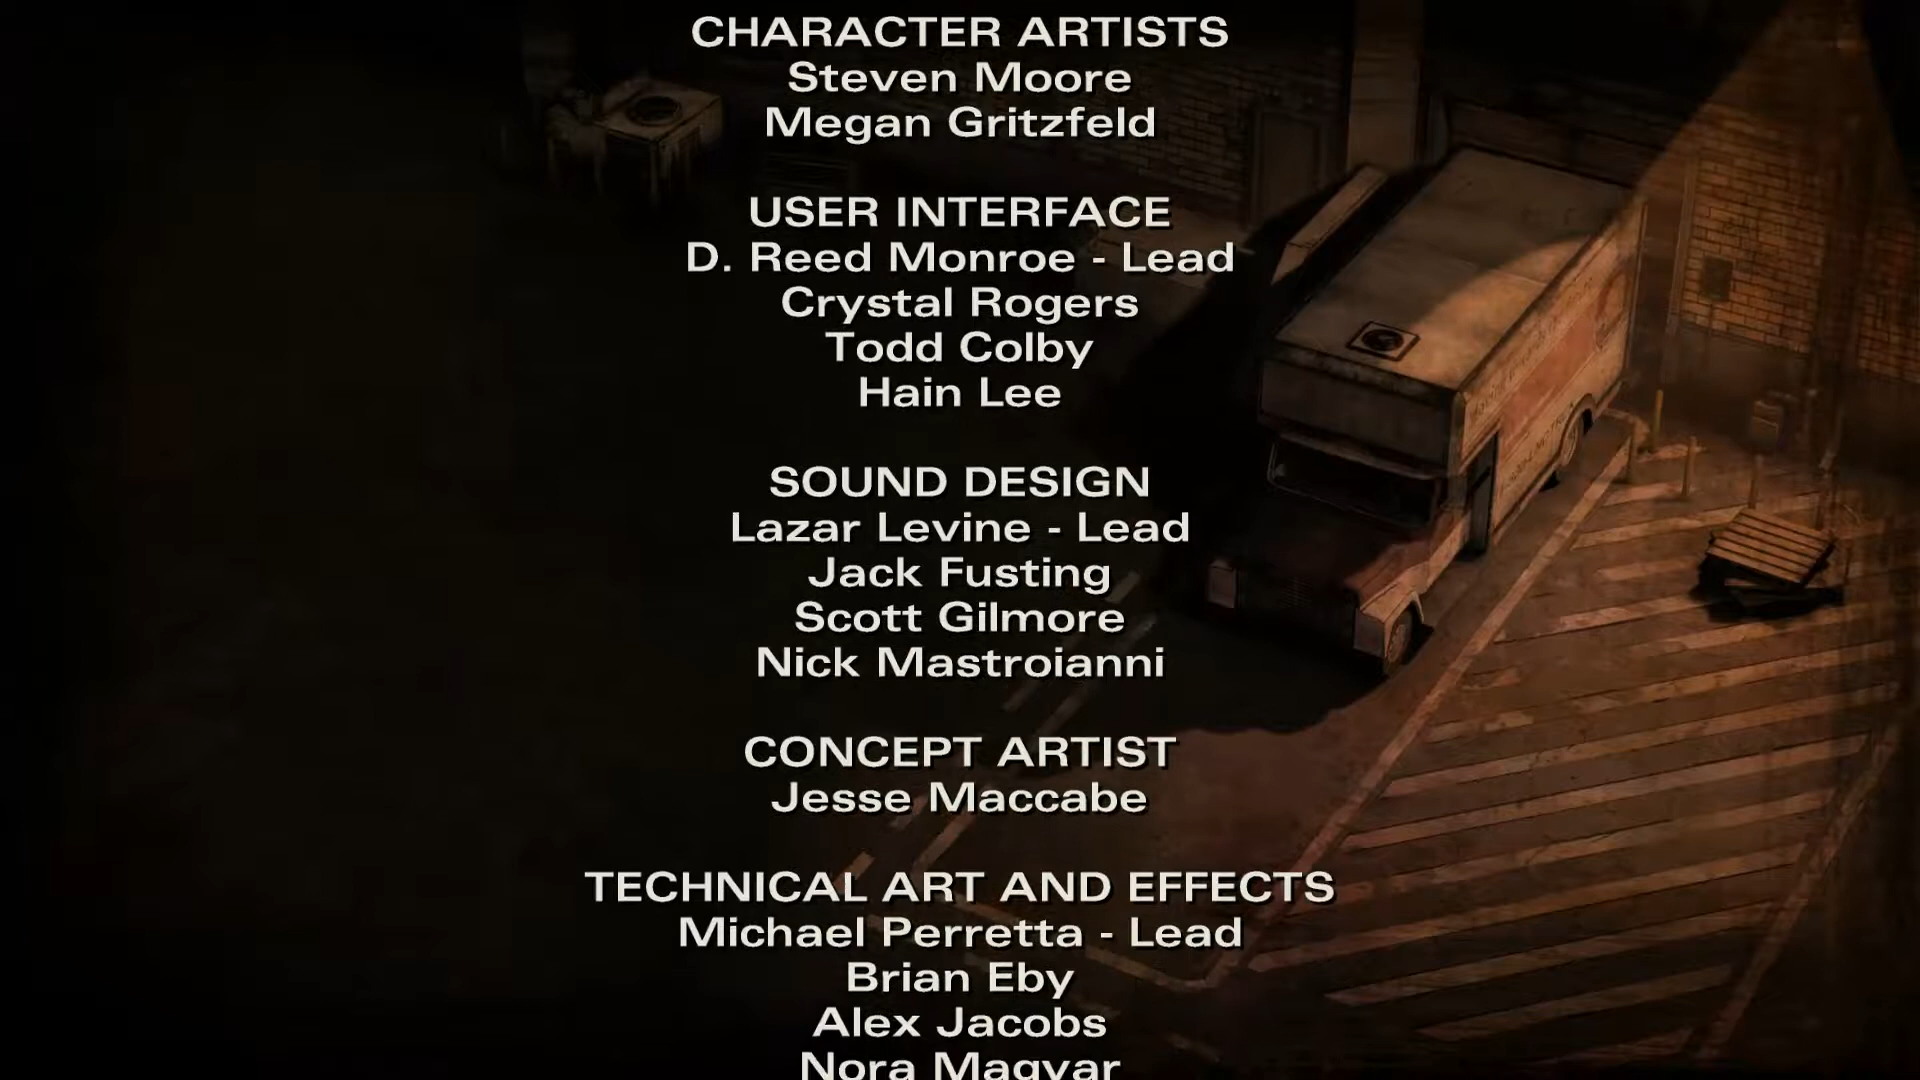 CHARACTER ARTISTS
Steven Moore
Megan Gritzfeld
USER INTERFACE
D. Reed Monroe - Lead
Crystal Rogers
Todd Colby
Hain Lee
SOUND DESIGN
Lazar Levine - Lead
Jack Fusting
Scott Gilmore
Nick Mastroianni
CONCEPT ARTIST
Jesse Maccabe
TECHNICAL ART AND EFFECTS
Michael Perretta - Lead
Brian Eby
Alex Jacobs
Nora Magyar